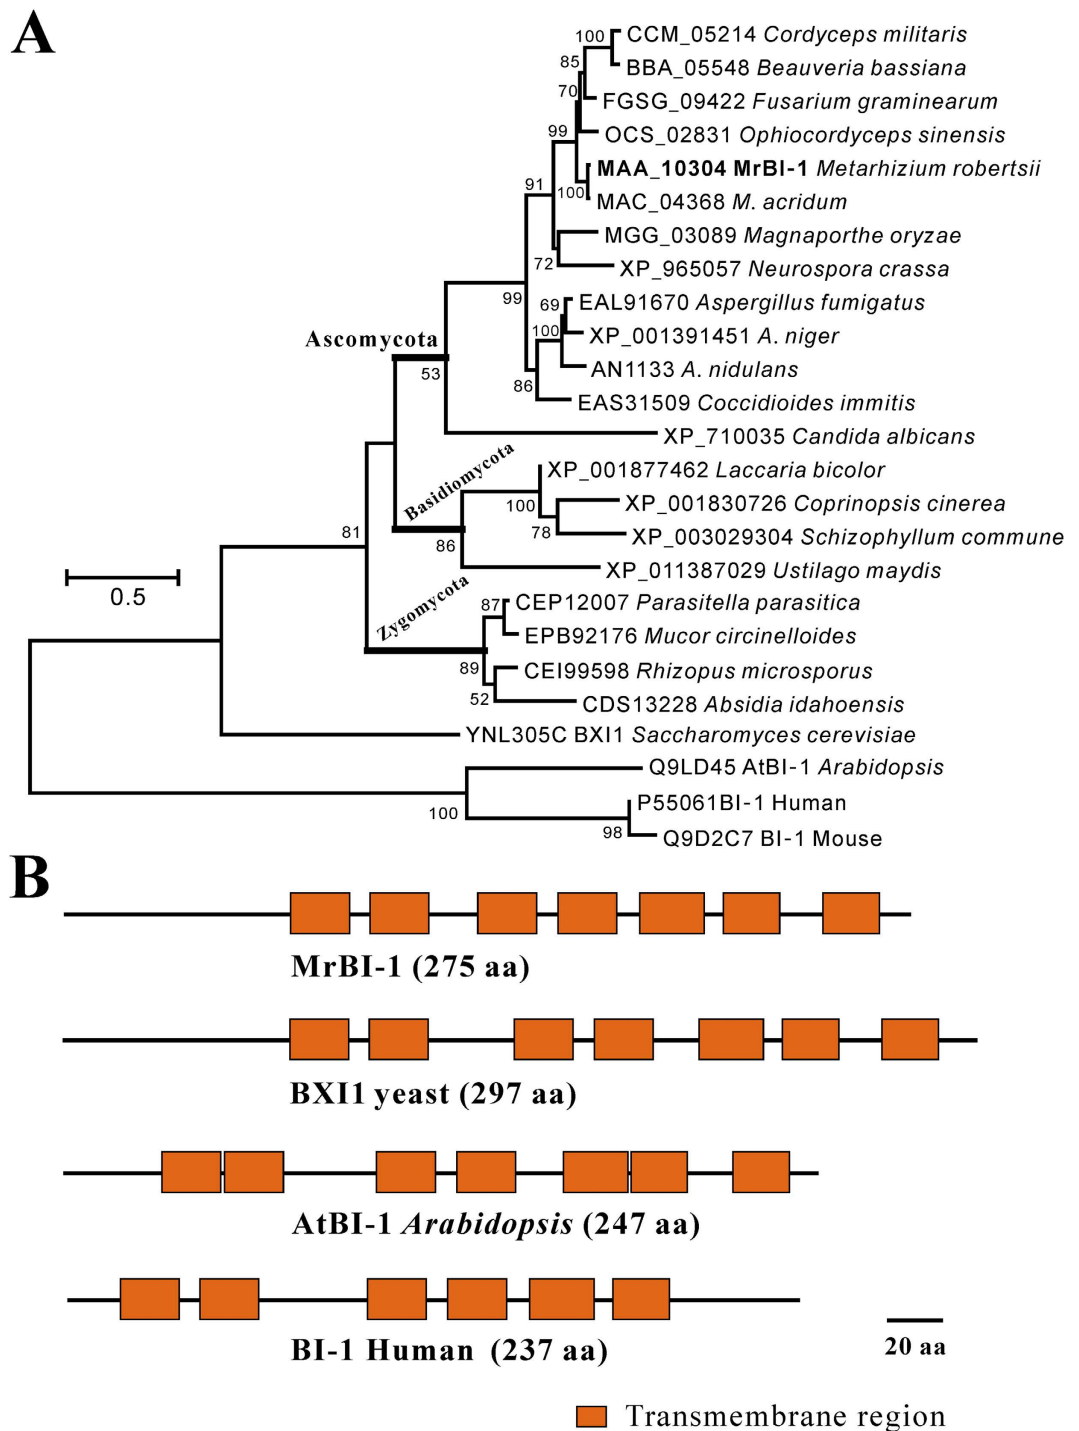 A
100 CCM_05214 Cordyceps militaris
85
BBA_05548 Beauveria bassiana
70
FGSG_09422 Fusarium graminearum
99
OCS_02831 Ophiocordyceps sinensis
MAA_10304 MrBI-1 Metarhizium robertsii
91
100
MAC_04368 M. acridum
MGG_03089 Magnaporthe oryzae
72
XP_965057 Neurospora crassa
99
69
EAL91670 Aspergillus fumigatus
100
XP_001391451 A. niger
Ascomycota
53
AN1133 A. nidulans
86
EAS31509 Coccidioides immitis
XP_710035 Candida albicans
Basidiomycota
XP_001877462 Laccaria bicolor
100
XP_001830726 Coprinopsis cinerea
81
86
78
XP_003029304 Schizophyllum commune
XP_011387029 Ustilago maydis
0.5
Zygomycota
87
CEP12007 Parasitella parasitica
EPB92176 Mucor circinelloides
89
CEI99598 Rhizopus microsporus
52
CDS13228 Absidia idahoensis
YNL305C BXI1 Saccharomyces cerevisiae
Q9LD45 AtBI-1 Arabidopsis
100
P55061BI-1 Human
98
Q9D2C7 BI-1 Mouse
B
MrBI-1 (275 aa)
BXI1 yeast (297 aa)
AtBI-1 Arabidopsis (247 aa)
BI-1 Human (237 aa)
20 aa
Transmembrane region